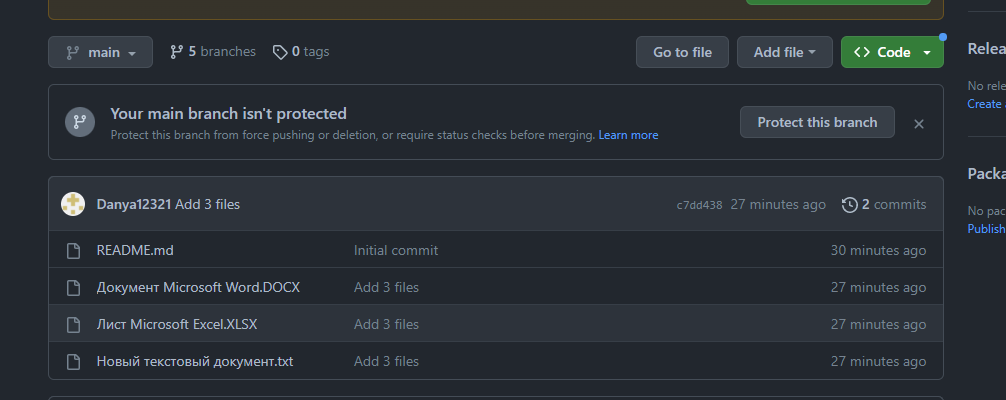 main 5 branches 0 tags Go to file Add file Code
Relea
Your main branch isn't protected
Protect this branch from force pushing or deletion, or require status checks before merging. Learn more
Protect this branch
No rele
Create
Danya12321 Add 3 files c7dd438 27 minutes ago 2 commits
Packa
README.md Initial commit 30 minutes ago
No pac
Publish
Документ Microsoft Word.DOCX Add 3 files 27 minutes ago
Лист Microsoft Excel.XLSX Add 3 files 27 minutes ago
Новый текстовый документ.txt Add 3 files 27 minutes ago